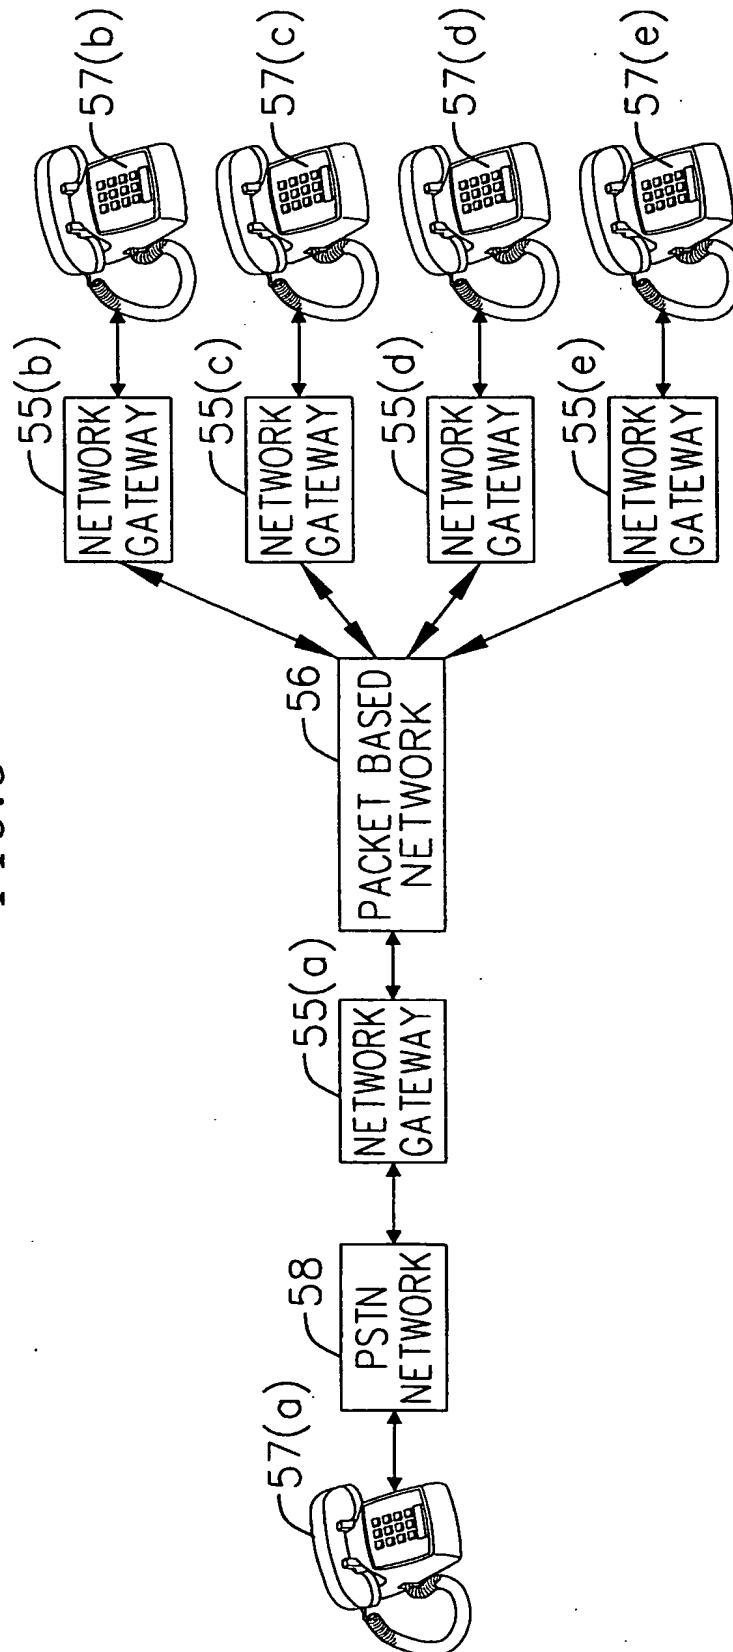 57(a)
58
PSTN
NETWORK
55(a)
NETWORK
GATEWAY
56
PACKET BASED
NETWORK
55(b)
NETWORK
GATEWAY
57(b)
55(c)
NETWORK
GATEWAY
57(c)
55(d)
NETWORK
GATEWAY
57(d)
55(e)
NETWORK
GATEWAY
57(e)